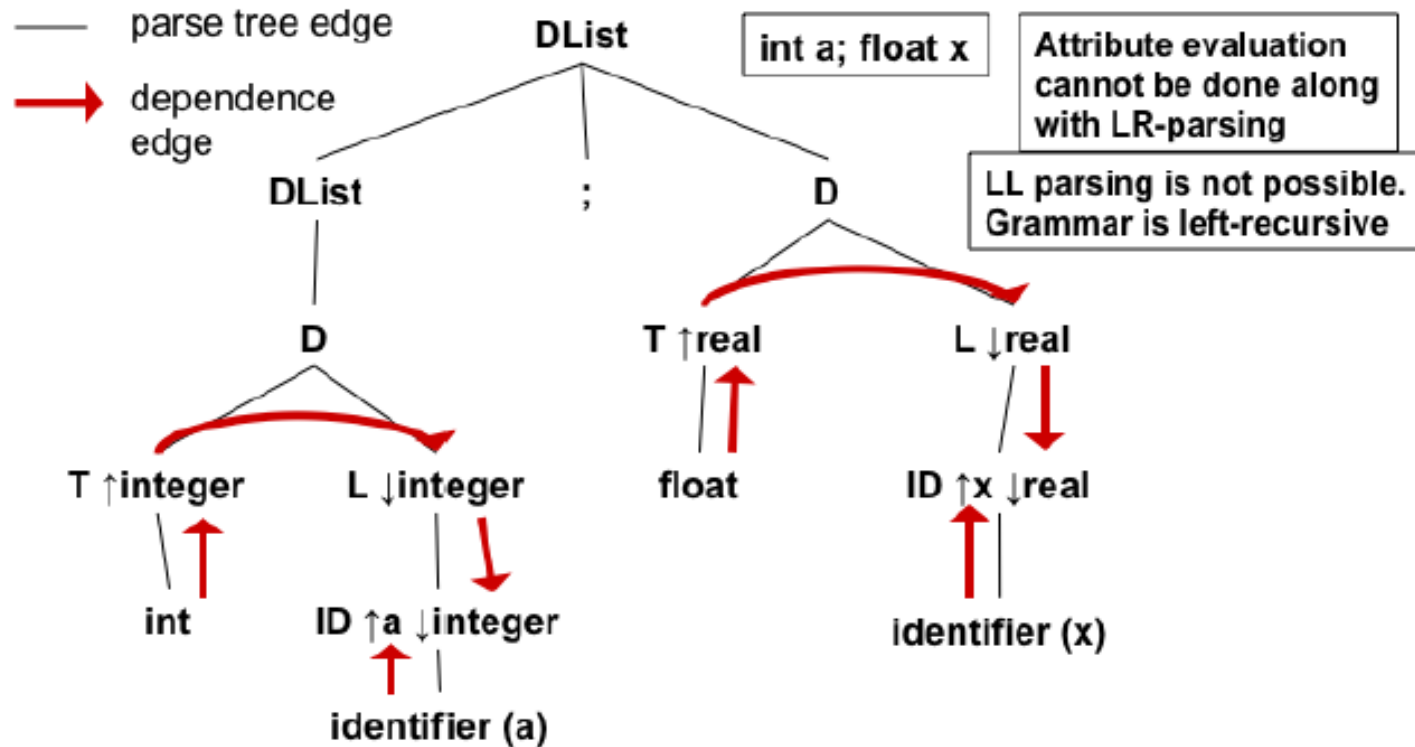 parse tree edge
dependence
edge
DList
int a; float x
Attribute evaluation
cannot be done along
with LR-parsing
LL parsing is not possible.
Grammar is left-recursive
DList ; D
D
T ↑real
L ↓real
T ↑integer
L ↓integer
float
ID ↑x ↓real
int
ID ↑a ↓integer
identifier (x)
identifier (a)